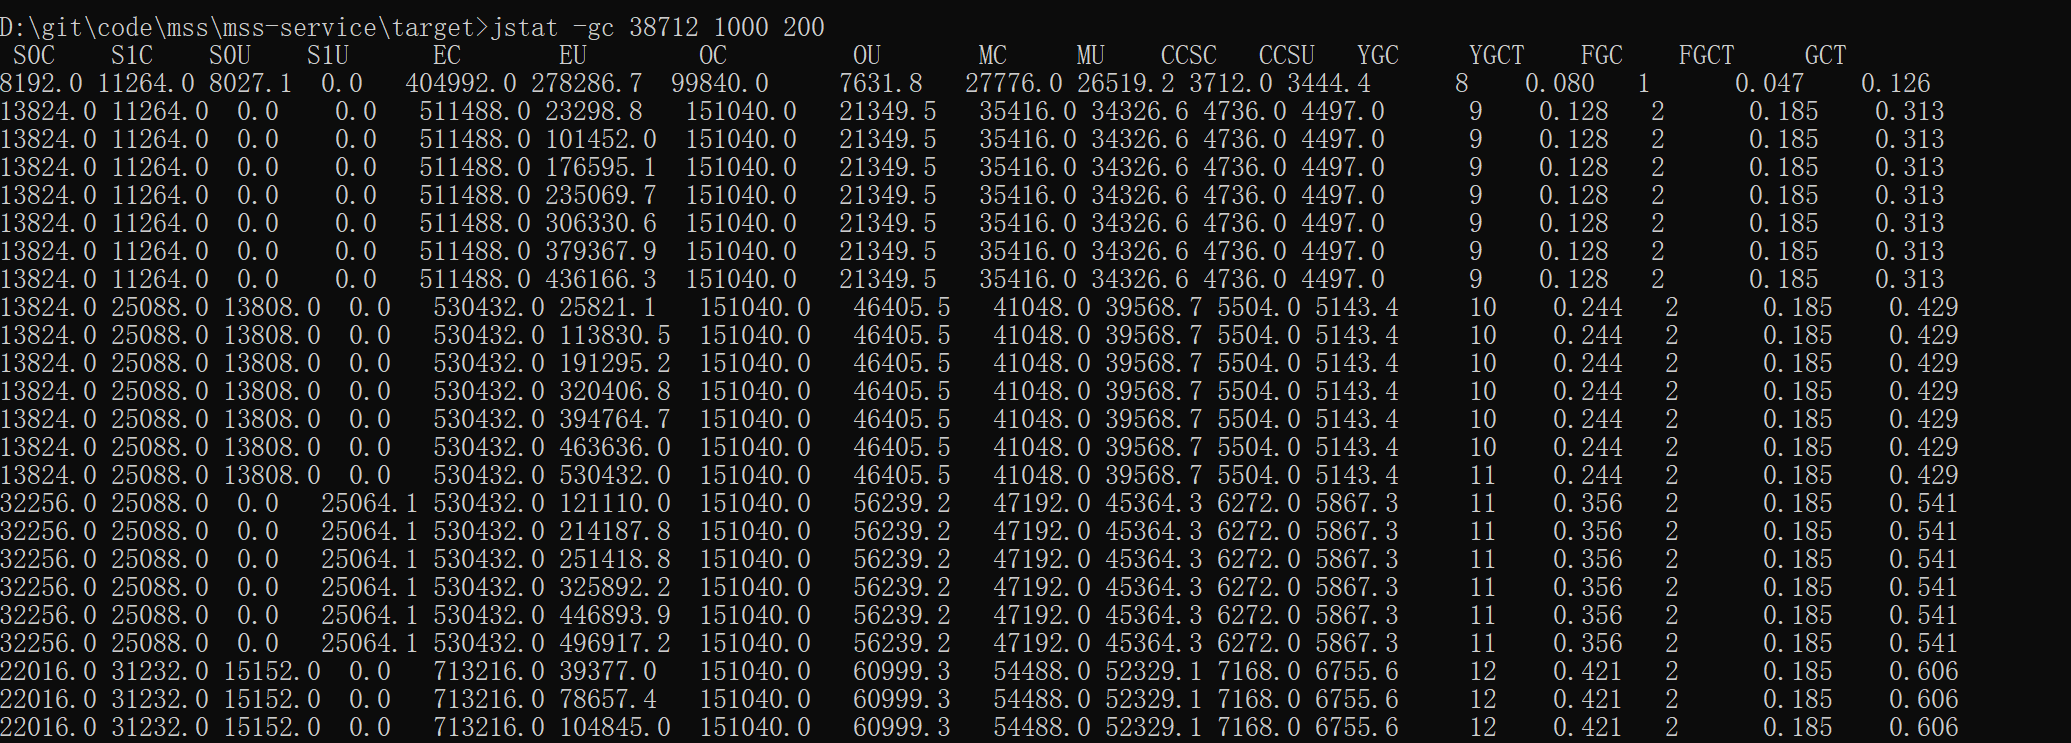 D:\git\code\mss\mss-service\target>jstat -gc 38712 1000 200
S0C S1C S0U S1U EC EU OC OU MC MU CCSC CCSU YGC YGCT FGC FGCT GCT
8192.0 11264.0 8027.1 0.0 404992.0 278286.7 99840.0 7631.8 27776.0 26519.2 3712.0 3444.4 8 0.080 1 0.047 0.126
13824.0 11264.0 0.0 0.0 511488.0 23298.8 151040.0 21349.5 35416.0 34326.6 4736.0 4497.0 9 0.128 2 0.185 0.313
13824.0 11264.0 0.0 0.0 511488.0 101452.0 151040.0 21349.5 35416.0 34326.6 4736.0 4497.0 9 0.128 2 0.185 0.313
13824.0 11264.0 0.0 0.0 511488.0 176595.1 151040.0 21349.5 35416.0 34326.6 4736.0 4497.0 9 0.128 2 0.185 0.313
13824.0 11264.0 0.0 0.0 511488.0 235069.7 151040.0 21349.5 35416.0 34326.6 4736.0 4497.0 9 0.128 2 0.185 0.313
13824.0 11264.0 0.0 0.0 511488.0 306330.6 151040.0 21349.5 35416.0 34326.6 4736.0 4497.0 9 0.128 2 0.185 0.313
13824.0 11264.0 0.0 0.0 511488.0 379367.9 151040.0 21349.5 35416.0 34326.6 4736.0 4497.0 9 0.128 2 0.185 0.313
13824.0 11264.0 0.0 0.0 511488.0 436166.3 151040.0 21349.5 35416.0 34326.6 4736.0 4497.0 9 0.128 2 0.185 0.313
13824.0 25088.0 13808.0 0.0 530432.0 25821.1 151040.0 46405.5 41048.0 39568.7 5504.0 5143.4 10 0.244 2 0.185 0.429
13824.0 25088.0 13808.0 0.0 530432.0 113830.5 151040.0 46405.5 41048.0 39568.7 5504.0 5143.4 10 0.244 2 0.185 0.429
13824.0 25088.0 13808.0 0.0 530432.0 191295.2 151040.0 46405.5 41048.0 39568.7 5504.0 5143.4 10 0.244 2 0.185 0.429
13824.0 25088.0 13808.0 0.0 530432.0 320406.8 151040.0 46405.5 41048.0 39568.7 5504.0 5143.4 10 0.244 2 0.185 0.429
13824.0 25088.0 13808.0 0.0 530432.0 394764.7 151040.0 46405.5 41048.0 39568.7 5504.0 5143.4 10 0.244 2 0.185 0.429
13824.0 25088.0 13808.0 0.0 530432.0 463636.0 151040.0 46405.5 41048.0 39568.7 5504.0 5143.4 10 0.244 2 0.185 0.429
13824.0 25088.0 13808.0 0.0 530432.0 530432.0 151040.0 46405.5 41048.0 39568.7 5504.0 5143.4 11 0.244 2 0.185 0.429
32256.0 25088.0 0.0 25064.1 530432.0 121110.0 151040.0 56239.2 47192.0 45364.3 6272.0 5867.3 11 0.356 2 0.185 0.541
32256.0 25088.0 0.0 25064.1 530432.0 214187.8 151040.0 56239.2 47192.0 45364.3 6272.0 5867.3 11 0.356 2 0.185 0.541
32256.0 25088.0 0.0 25064.1 530432.0 251418.8 151040.0 56239.2 47192.0 45364.3 6272.0 5867.3 11 0.356 2 0.185 0.541
32256.0 25088.0 0.0 25064.1 530432.0 325892.2 151040.0 56239.2 47192.0 45364.3 6272.0 5867.3 11 0.356 2 0.185 0.541
32256.0 25088.0 0.0 25064.1 530432.0 446893.9 151040.0 56239.2 47192.0 45364.3 6272.0 5867.3 11 0.356 2 0.185 0.541
32256.0 25088.0 0.0 25064.1 530432.0 496917.2 151040.0 56239.2 47192.0 45364.3 6272.0 5867.3 11 0.356 2 0.185 0.541
22016.0 31232.0 15152.0 0.0 713216.0 39377.0 151040.0 60999.3 54488.0 52329.1 7168.0 6755.6 12 0.421 2 0.185 0.606
22016.0 31232.0 15152.0 0.0 713216.0 78657.4 151040.0 60999.3 54488.0 52329.1 7168.0 6755.6 12 0.421 2 0.185 0.606
22016.0 31232.0 15152.0 0.0 713216.0 104845.0 151040.0 60999.3 54488.0 52329.1 7168.0 6755.6 12 0.421 2 0.185 0.606